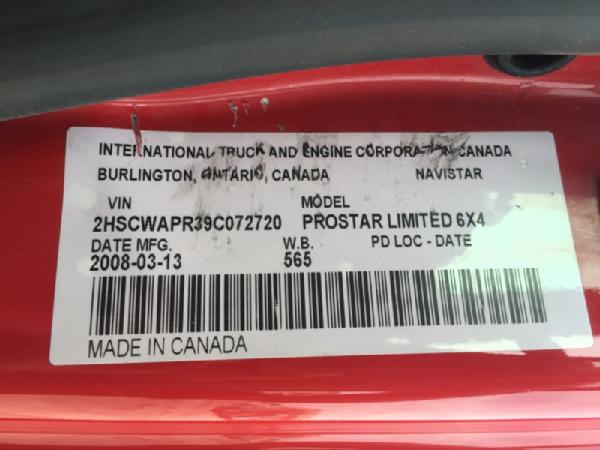 INTERNATIONAL TRUCK AND ENGINE CORPORATION CANADA
BURLINGTON, ONTARIO, CANADA NAVISTAR
VIN MODEL
2HSCWAPR39C072720 PROSTAR LIMITED 6X4
DATE MFG. W.B. PD LOC - DATE
2008-03-13 565
MADE IN CANADA